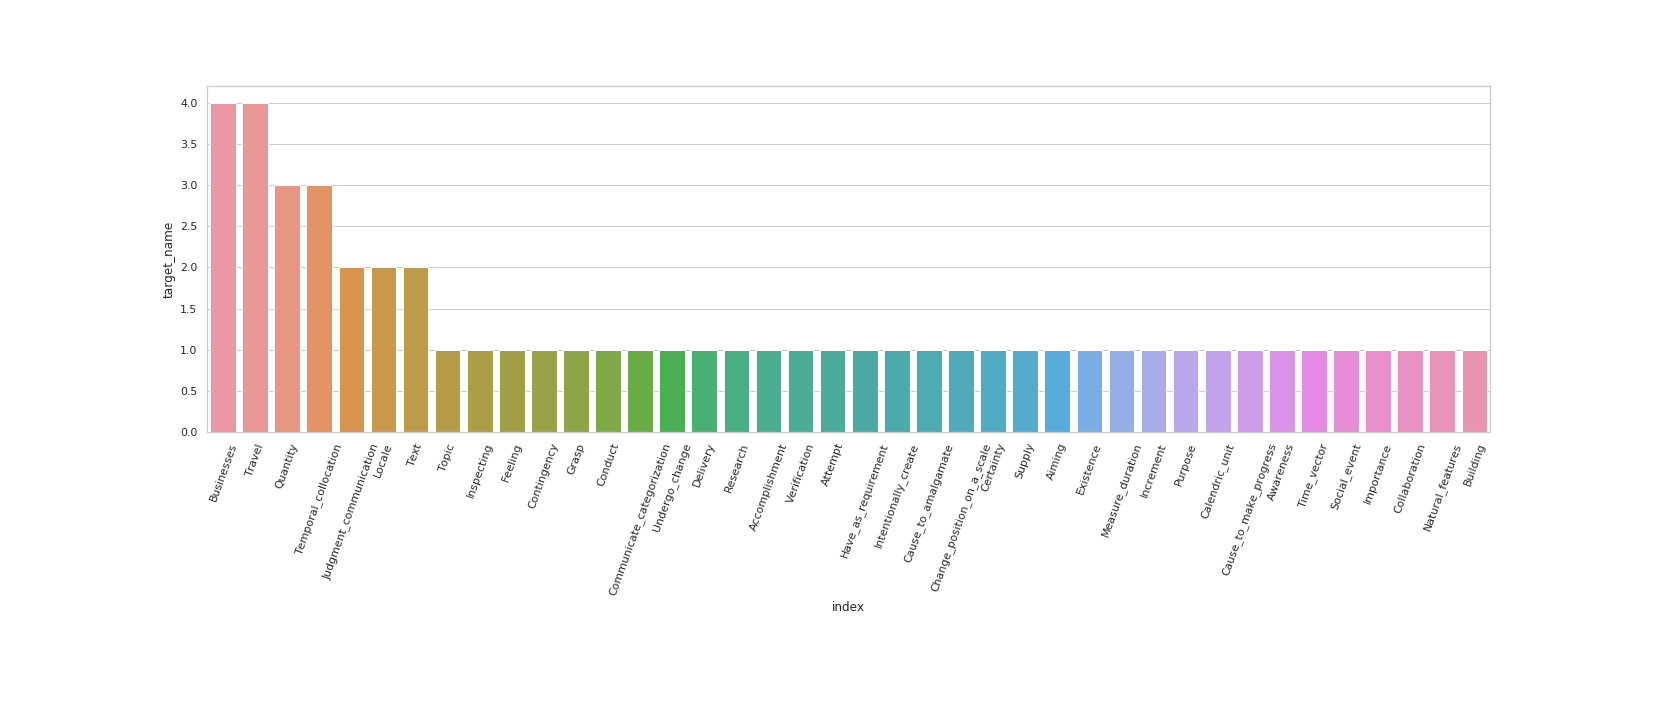 4.0
3.5
3.0
2.5
2.0
1.5
1.0
0.5
0.0
target_name
Businesses
Travel
Quantity
Temporal_collocation
Judgment_communication
Locale
Text
Topic
Inspecting
Feeling
Contingency
Grasp
Conduct
Communicate_categorization
Undergo_change
Delivery
Research
Accomplishment
Verification
Attempt
Have_as_requirement
Intentionally_create
Cause_to_amalgamate
Change_position_on_a_scale
Certainty
Supply
Aiming
Existence
Measure_duration
Increment
Purpose
Calendric_unit
Cause_to_make_progress
Awareness
Time_vector
Social_event
Importance
Collaboration
Natural_features
Building
index